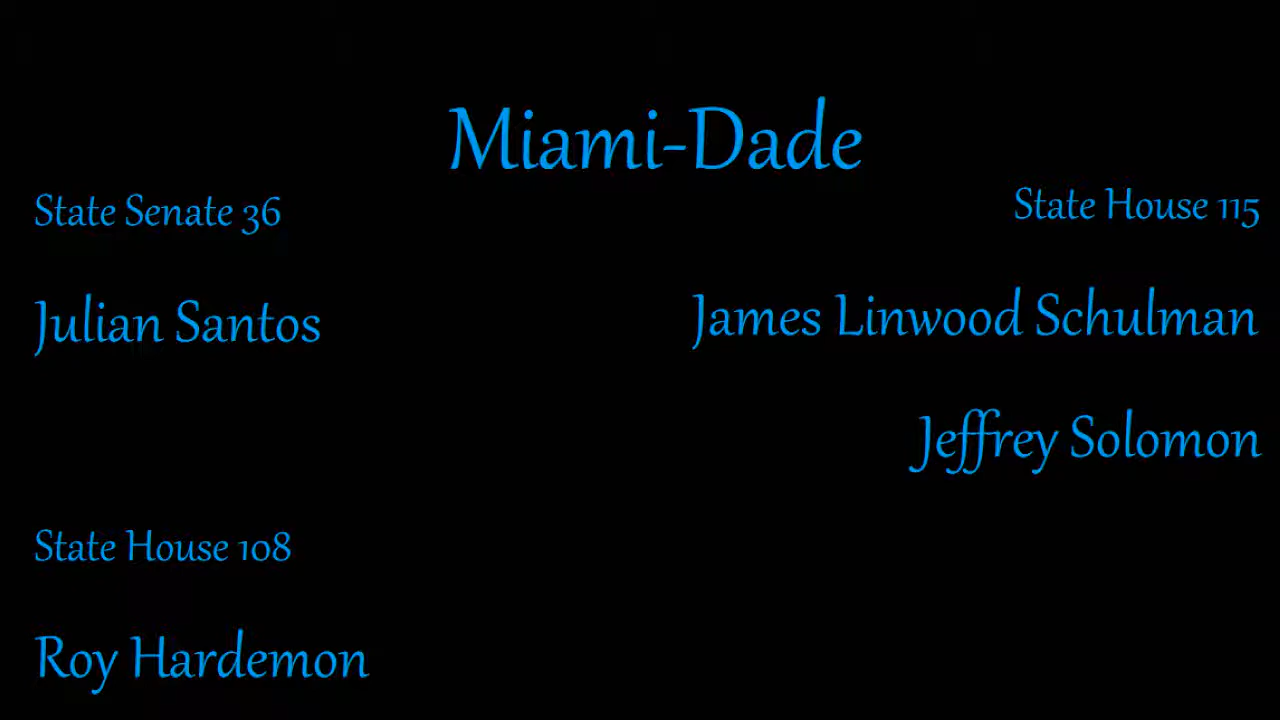 Miami-Dade
State Senate 36
Julian Santos
State House 108
Roy Hardemon
State House 115
James Linwood Schulman
Jeffrey Solomon